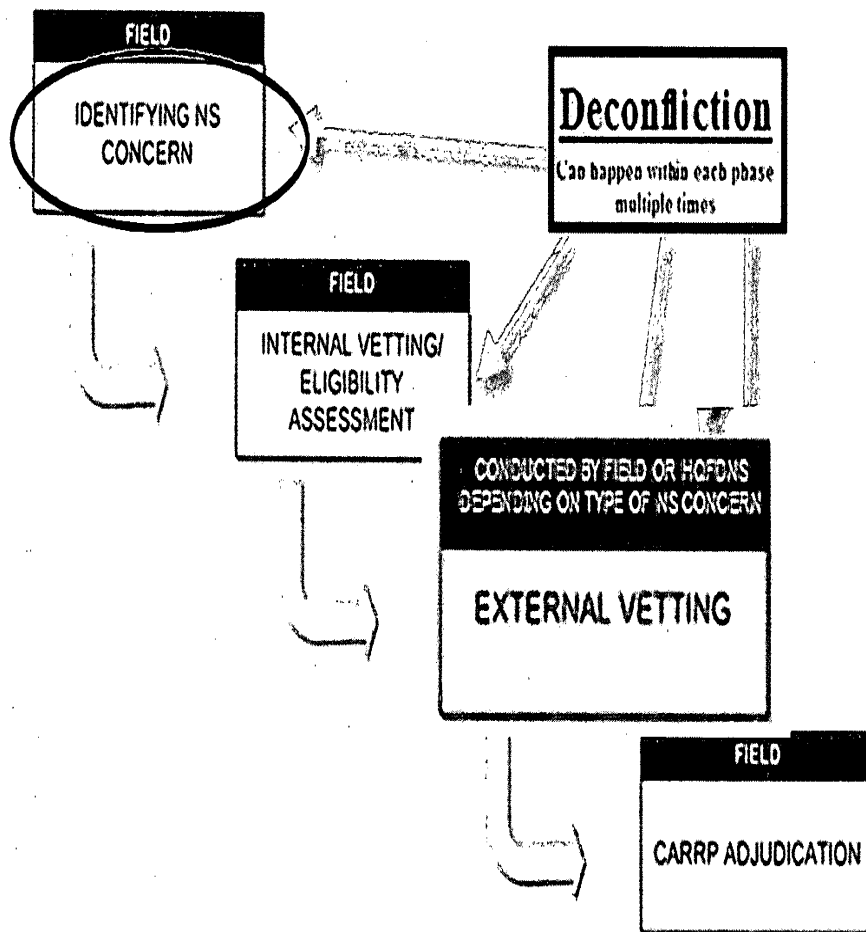 FIELD
IDENTIFYING NS
CONCERN
Deconfliction
Can happen within each phase
multiple times
FIELD
INTERNAL VETTING/
ELIGIBILITY
ASSESSMENT
CONDUCTED BY FIELD OR HQFDNS
DEPENDING ON TYPE OF NS CONCERN
EXTERNAL VETTING
FIELD
CARRP ADJUDICATION